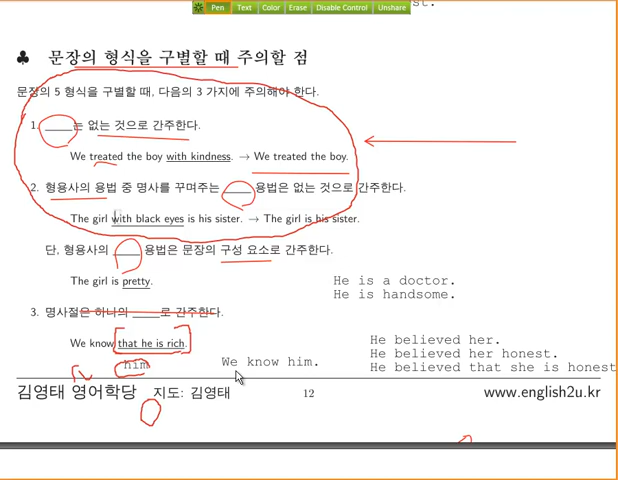 Pen Text Color Erase Disable Control Unshare
st.
♣ 문장의 형식을 구별할 때 주의할 점
문장의 5 형식을 구별할 때, 다음의 3 가지에 주의해야 한다.
1. ____는 없는 것으로 간주한다.
We treated the boy with kindness. → We treated the boy.
2. 형용사의 용법 중 명사를 꾸며주는 ____ 용법은 없는 것으로 간주한다.
The girl with black eyes is his sister. → The girl is his sister.
단, 형용사의 ____ 용법은 문장의 구성 요소로 간주한다.
The girl is pretty.
He is a doctor.
He is handsome.
3. 명사절은 하나의 ____로 간주한다.
We know that he is rich.
him
We know him.
He believed her.
He believed her honest.
He believed that she is honest
김영태 영어학당 지도: 김영태 12 www.english2u.kr